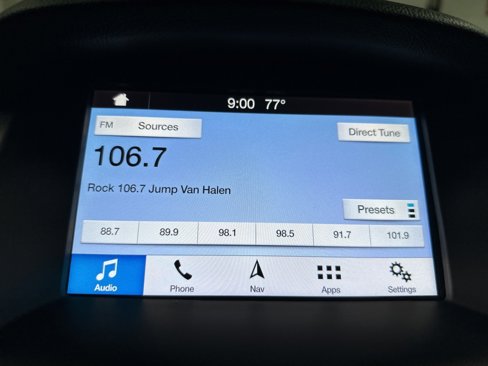 9:00 77°
FM Sources
Direct Tune
106.7
Rock 106.7 Jump Van Halen
Presets
88.7 89.9 98.1 98.5 91.7 101.9
Audio Phone Nav Apps Settings